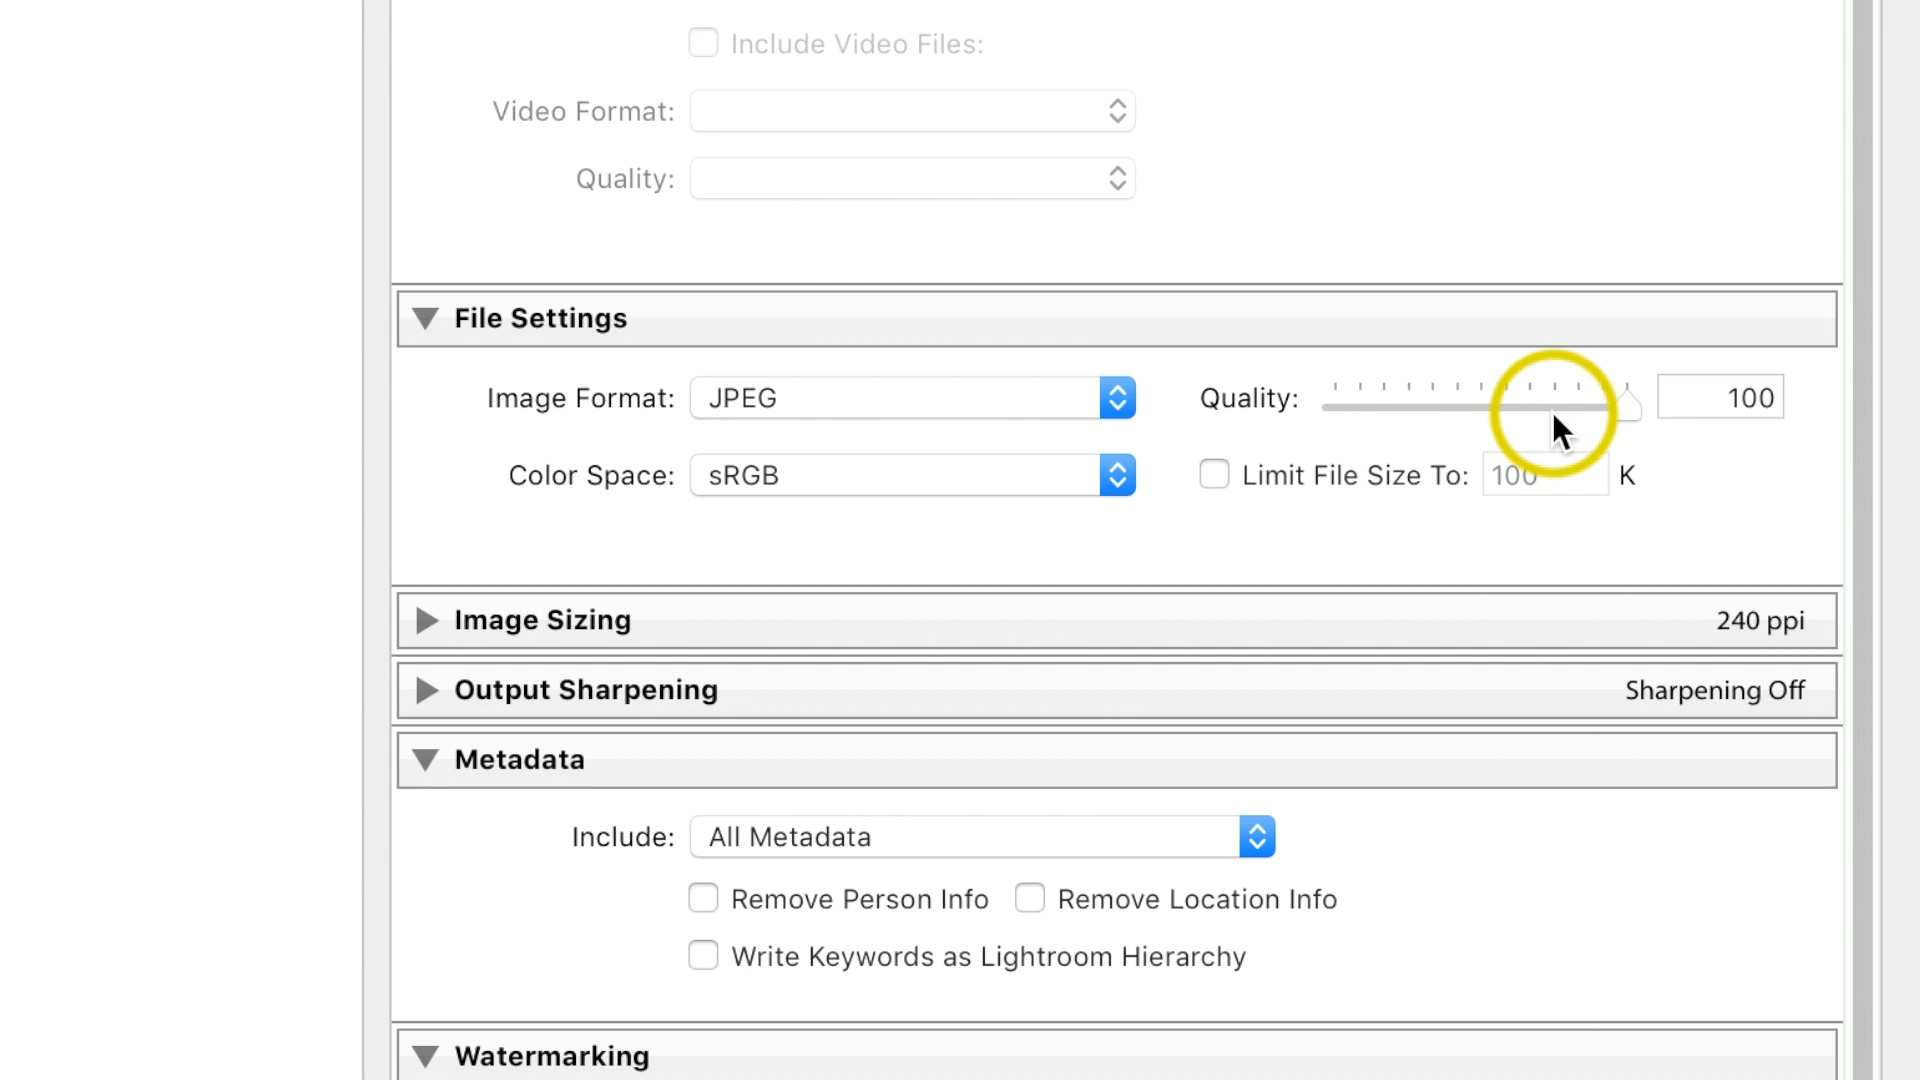 Include Video Files:
Video Format:
Quality:
File Settings
Image Format: JPEG Quality: 100
Color Space: sRGB Limit File Size To: 100 K
Image Sizing 240 ppi
Output Sharpening Sharpening Off
Metadata
Include: All Metadata
Remove Person Info Remove Location Info
Write Keywords as Lightroom Hierarchy
Watermarking